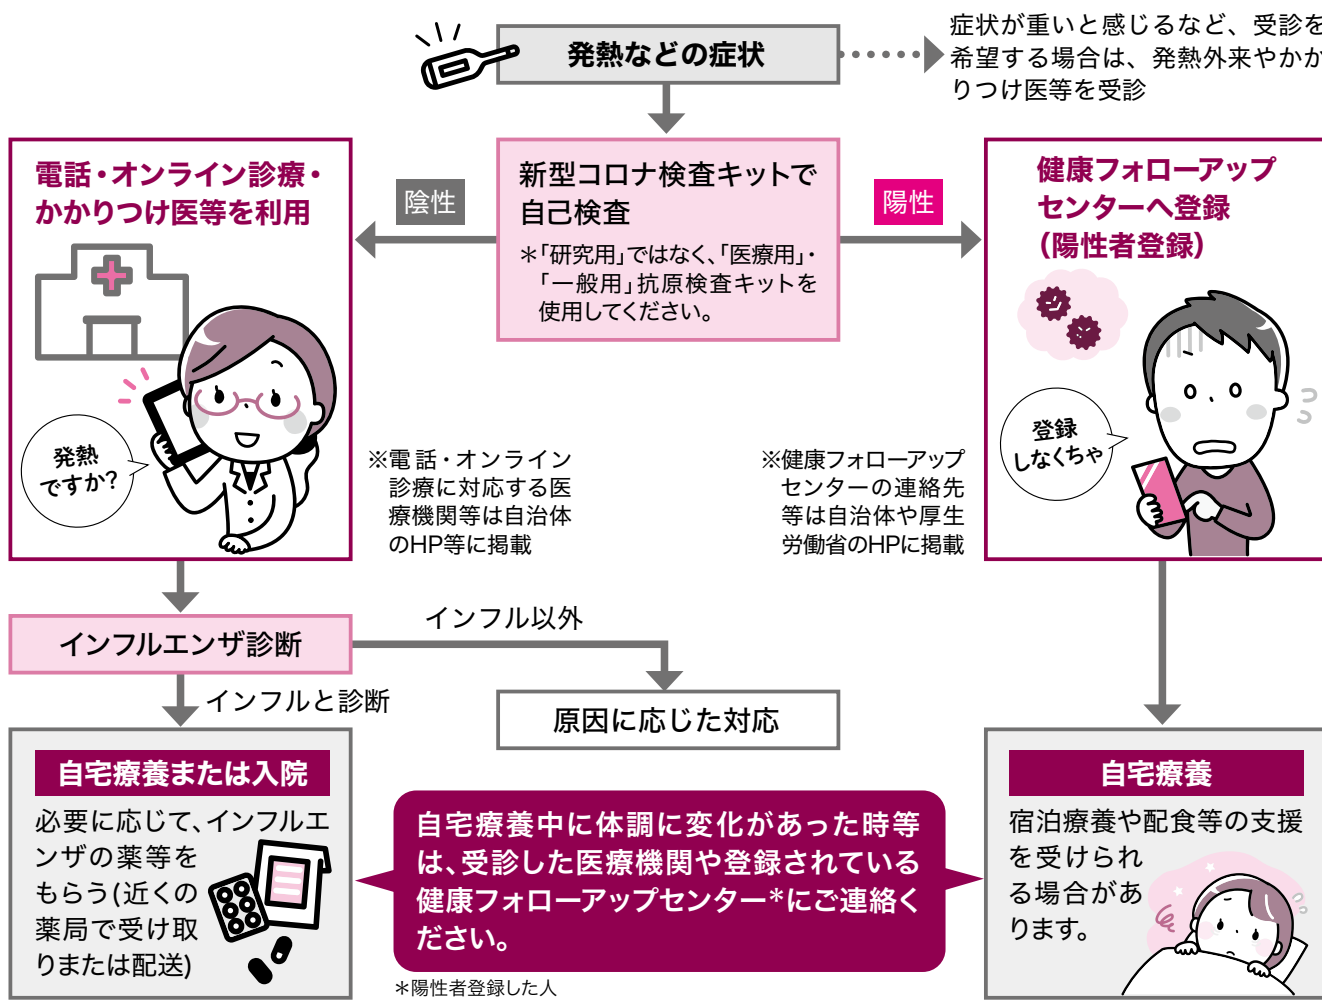 発熱などの症状
症状が重いと感じるなど、受診を
希望する場合は、発熱外来やかか
りつけ医等を受診
電話・オンライン診療・
かかりつけ医等を利用
陰性
新型コロナ検査キットで
自己検査
＊「研究用」ではなく、「医療用」・
「一般用」抗原検査キットを
使用してください。
陽性
健康フォローアップ
センターへ登録
（陽性者登録）
発熱
ですか?
※電話・オンライン
診療に対応する医
療機関等は自治体
のHP等に掲載
※健康フォローアップ
センターの連絡先
等は自治体や厚生
労働省のHPに掲載
登録
しなくちゃ
インフルエンザ診断
インフル以外
インフルと診断
原因に応じた対応
自宅療養または入院
必要に応じて、インフルエ
ンザの薬等を
もらう(近くの
薬局で受け取
りまたは配送)
自宅療養中に体調に変化があった時等
は、受診した医療機関や登録されている
健康フォローアップセンター＊にご連絡く
ださい。
＊陽性者登録した人
自宅療養
宿泊療養や配食等の支援
を受けられ
る場合があ
ります。